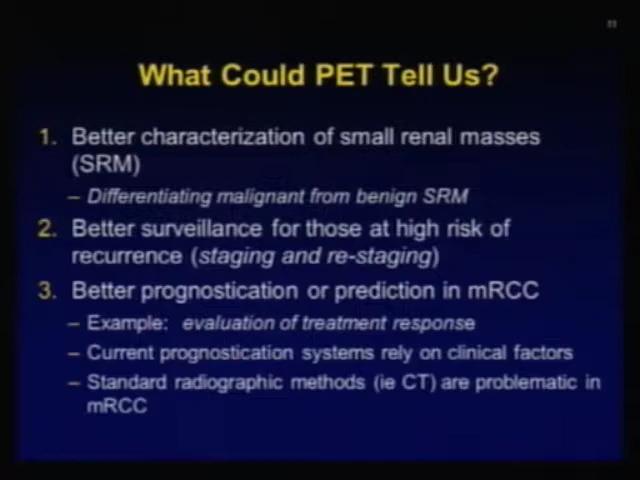 What Could PET Tell Us?
1. Better characterization of small renal masses
(SRM)
– Differentiating malignant from benign SRM
2. Better surveillance for those at high risk of
recurrence (staging and re-staging)
3. Better prognostication or prediction in mRCC
– Example: evaluation of treatment response
– Current prognostication systems rely on clinical factors
– Standard radiographic methods (ie CT) are problematic in
mRCC